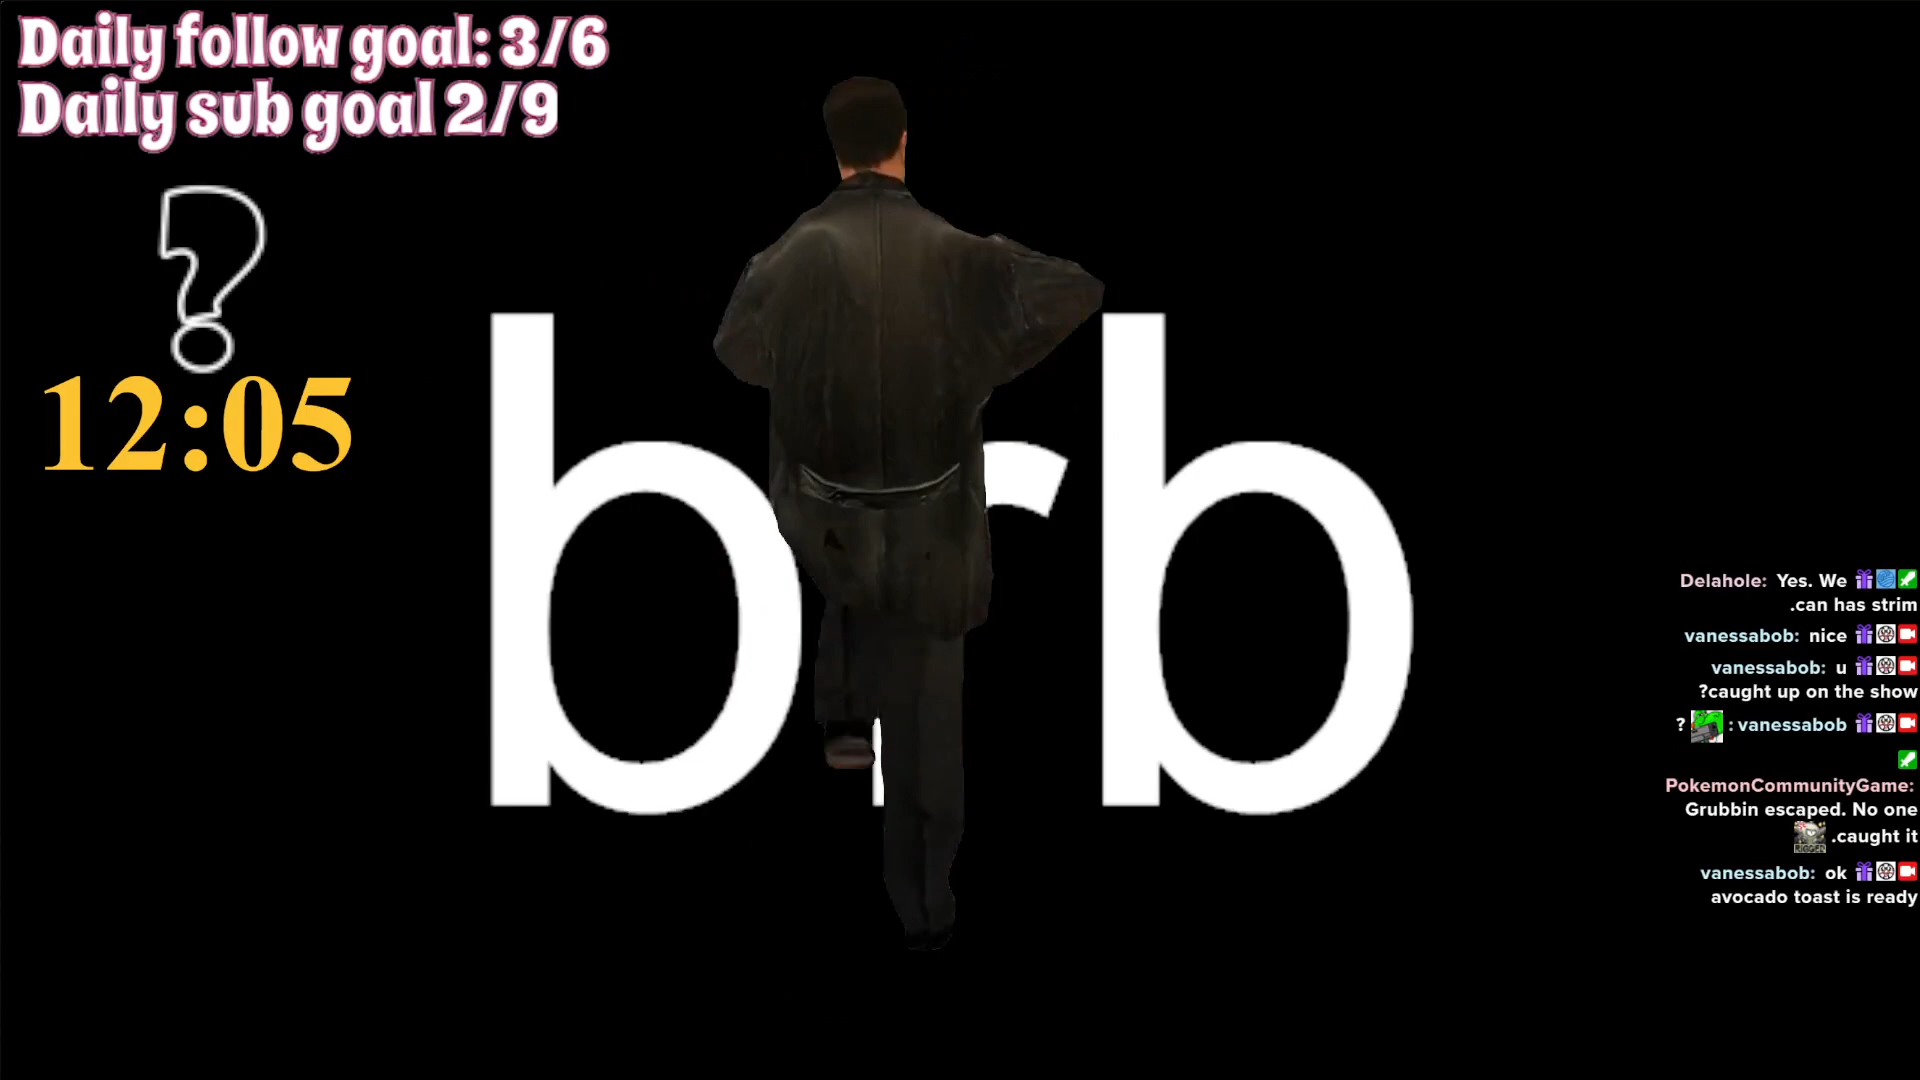 Daily follow goal: 3/6
Daily sub goal 2/9
?
12:05
brb
Delahole: Yes. We
.can has strim
vanessabob: nice
vanessabob: u
?caught up on the show
? : vanessabob
PokemonCommunityGame:
Grubbin escaped. No one
.caught it
RIGGED
vanessabob: ok
avocado toast is ready